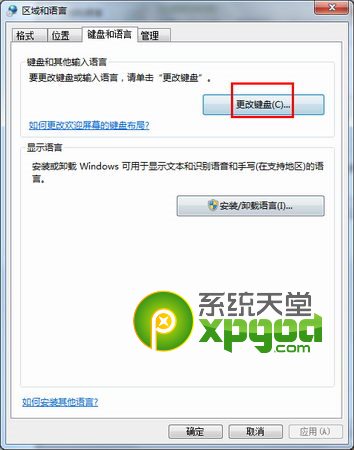 区域和语言
格式 位置 键盘和语言 管理
键盘和其他输入语言
要更改键盘或输入语言，请单击“更改键盘”。
更改键盘(C)...
如何更改欢迎屏幕的键盘布局?
显示语言
安装或卸载 Windows 可用于显示文本和识别语音和手写(在支持地区)的语
言。
安装/卸载语言(I)...
系统天堂
xpgod
.com
如何安装其他语言?
确定 取消 应用(A)